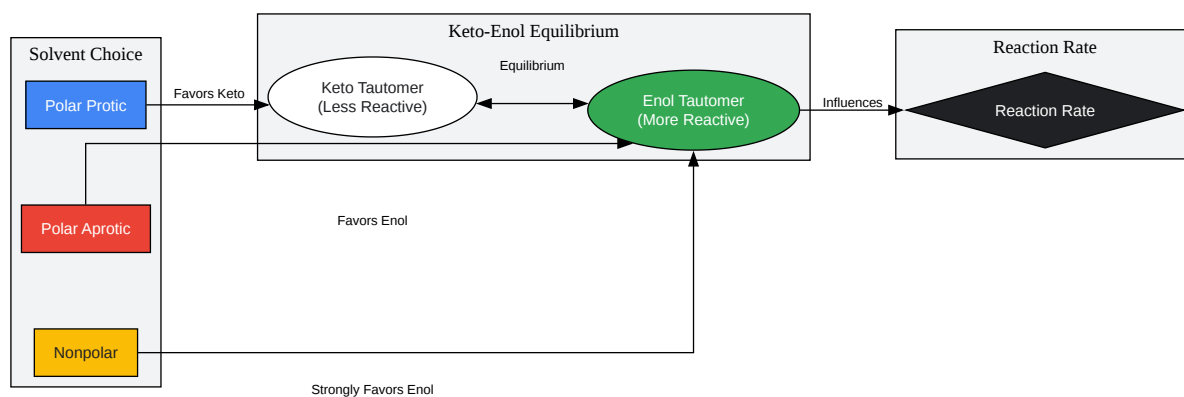 Keto-Enol Equilibrium
Reaction Rate
Solvent Choice
Equilibrium
Keto Tautomer
(Less Reactive)
Polar Protic
Favors Keto
Enol Tautomer
(More Reactive)
Influences
Reaction Rate
Polar Aprotic
Favors Enol
Nonpolar
Strongly Favors Enol